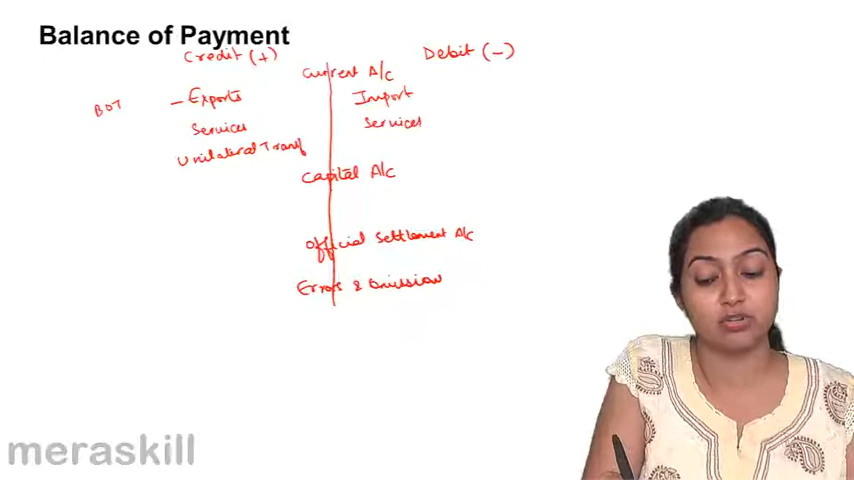 Balance of Payment
Credit (+)
Debit (-)
Current A/C
BOT
- Exports
Import
Services
Services
Unilateral Transf
Capital A/C
Official Settlement A/C
Errors & Omission
meraskill